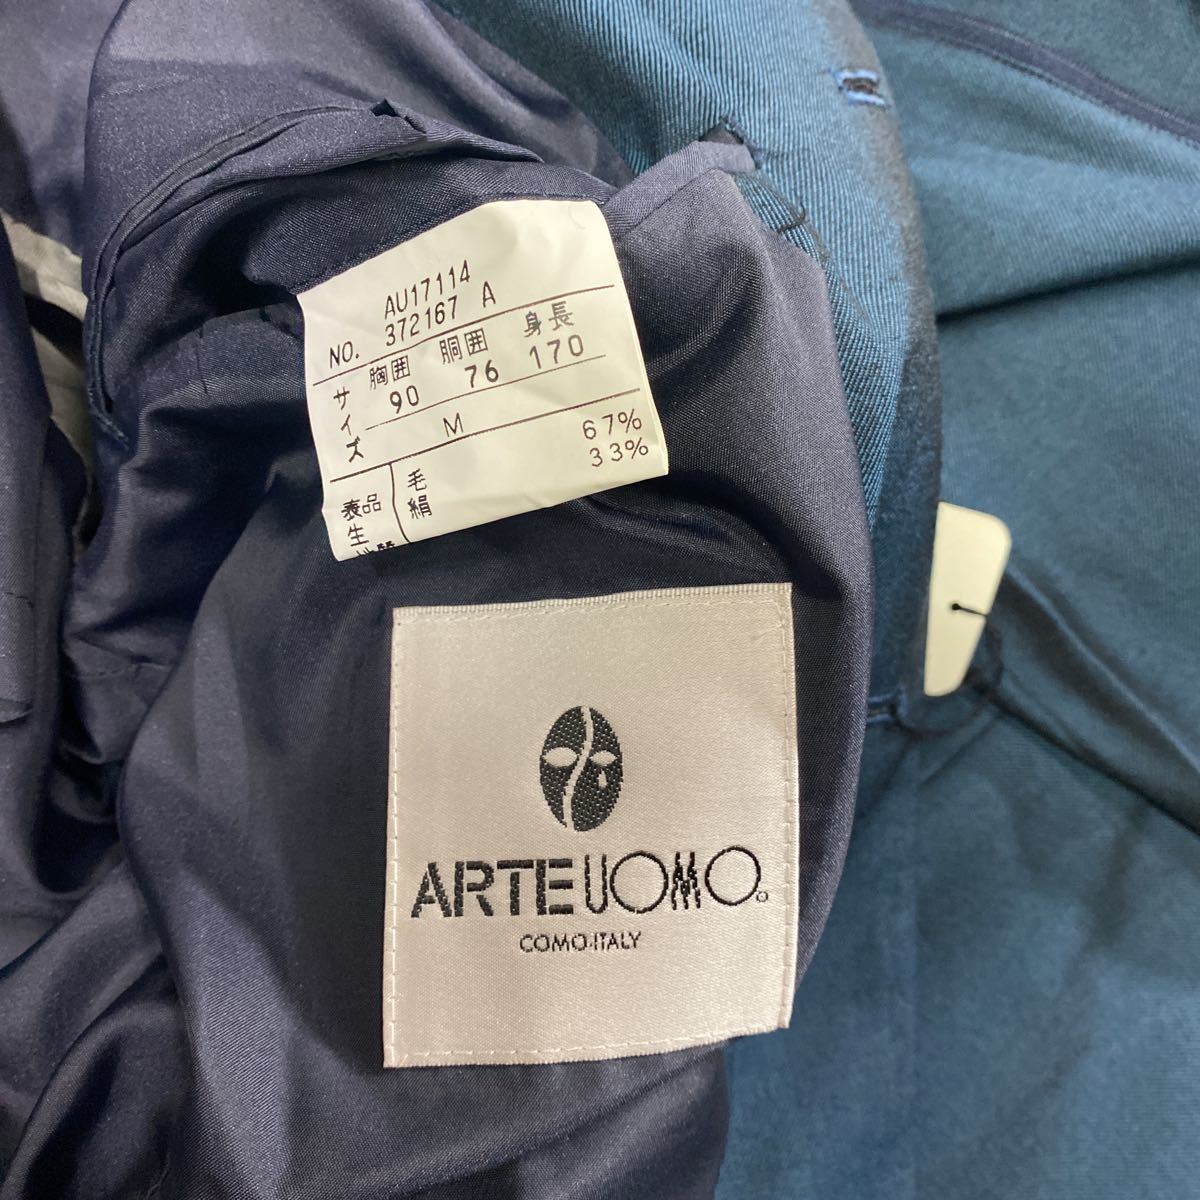 AU17114
NO. 372167 A
サイズ
胸囲 胴囲 身長
90 76 170
M
表生 品
毛 67%
絹 33%
ARTE UOMO
COMO·ITALY